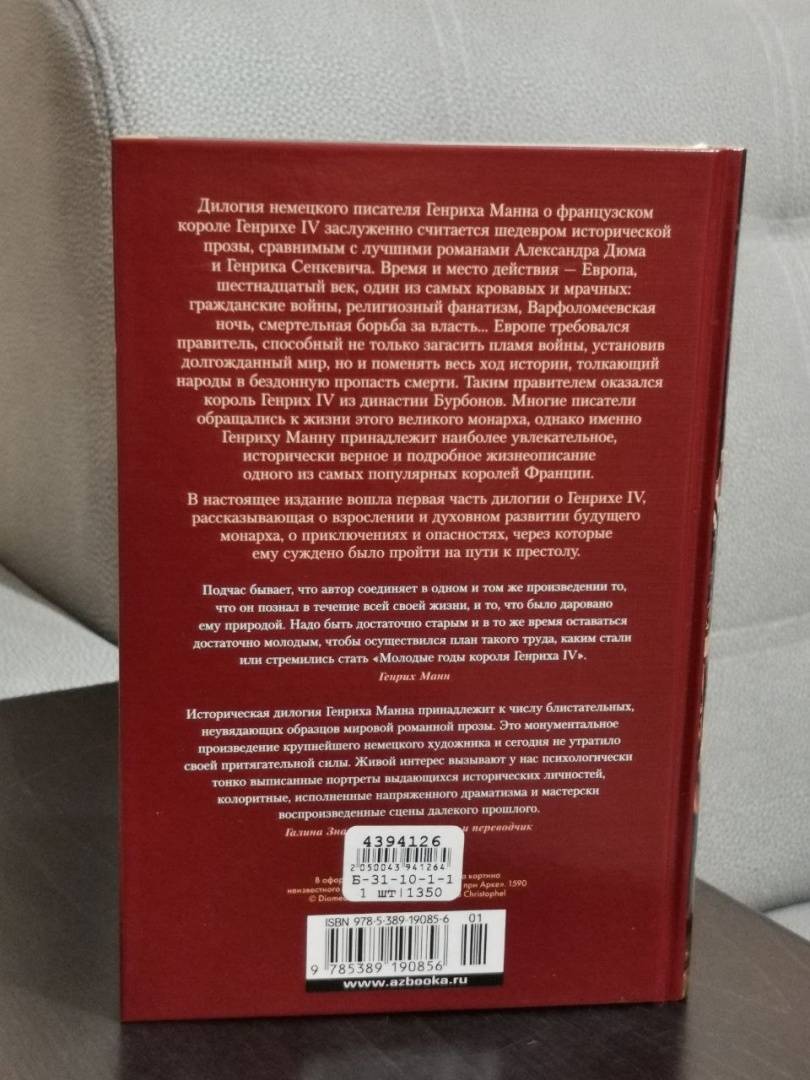 Дилогия немецкого писателя Генриха Манна о французском
короле Генрихе IV заслуженно считается шедевром исторической
прозы, сравнимым с лучшими романами Александра Дюма
и Генрика Сенкевича. Время и место действия — Европа,
шестнадцатый век, один из самых кровавых и мрачных:
гражданские войны, религиозный фанатизм, Варфоломеевская
ночь, смертельная борьба за власть... Европе требовался
правитель, способный не только загасить пламя войны, установив
долгожданный мир, но и поменять весь ход истории, толкающий
народы в бездонную пропасть смерти. Таким правителем оказался
король Генрих IV из династии Бурбонов. Многие писатели
обращались к жизни этого великого монарха, однако именно
Генриху Манну принадлежит наиболее увлекательное,
исторически верное и подробное жизнеописание
одного из самых популярных королей Франции.
В настоящее издание вошла первая часть дилогии о Генрихе IV,
рассказывающая о взрослении и духовном развитии будущего
монарха, о приключениях и опасностях, через которые
ему суждено было пройти на пути к престолу.
Подчас бывает, что автор соединяет в одном и том же произведении то,
что он познал в течение всей своей жизни, и то, что было даровано
ему природой. Надо быть достаточно старым и в то же время оставаться
достаточно молодым, чтобы осуществился план такого труда, каким стали
или стремились стать «Молодые годы короля Генриха IV».
Генрих Манн
Историческая дилогия Генриха Манна принадлежит к числу блистательных,
неувядающих образцов мировой романной прозы. Это монументальное
произведение крупнейшего немецкого художника и сегодня не утратило
своей притягательной силы. Живой интерес вызывают у нас психологически
тонко выписанные портреты выдающихся исторических личностей,
колоритные, исполненные напряженного драматизма и мастерски
воспроизведенные сцены далекого прошлого.
Галина и переводчик
4394126
2 050043 941264
Б-31-10-1-1
1 шт|1350
В картина
неизвестного при Арке». 1590
© Christophel
ISBN 978-5-389-19085-6 01
9 785389 190856
www.azbooka.ru